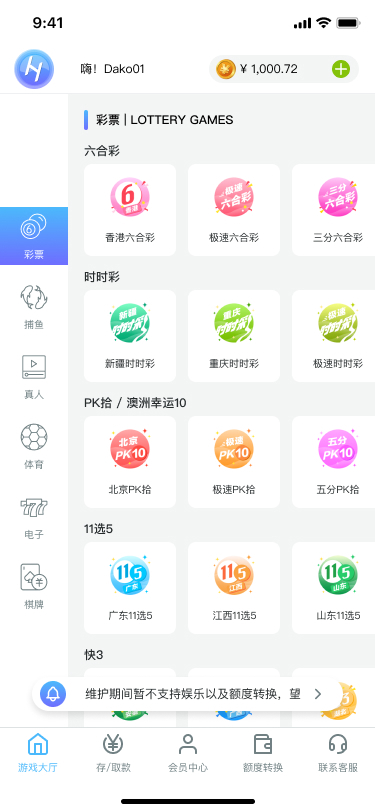 9:41
嗨！Dako01
¥ 1,000.72
彩票 | LOTTERY GAMES
六合彩
6
香港
极速
六合彩
三分
六合彩
香港六合彩
极速六合彩
三分六合彩
彩票
时时彩
新疆
时时彩
重庆
时时彩
极速
时时彩
新疆时时彩
重庆时时彩
极速时时彩
捕鱼
真人
PK拾 / 澳洲幸运10
北京
PK10
极速
PK10
五分
PK10
北京PK拾
极速PK拾
五分PK拾
体育
777
电子
11选5
11 5
广东
11 5
江西
11 5
山东
广东11选5
江西11选5
山东11选5
棋牌
快3
维护期间暂不支持娱乐以及额度转换，望
游戏大厅
存/取款
会员中心
额度转换
联系客服